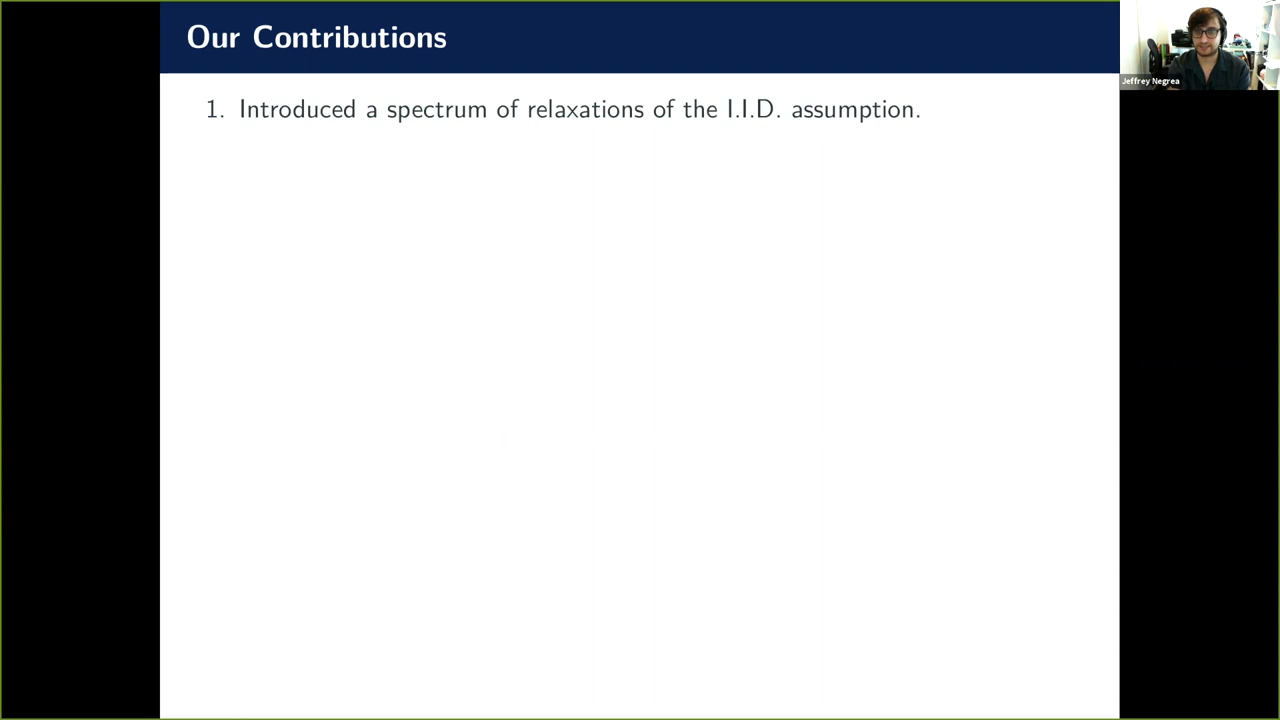 Our Contributions
Jeffrey Negrea
1. Introduced a spectrum of relaxations of the I.I.D. assumption.